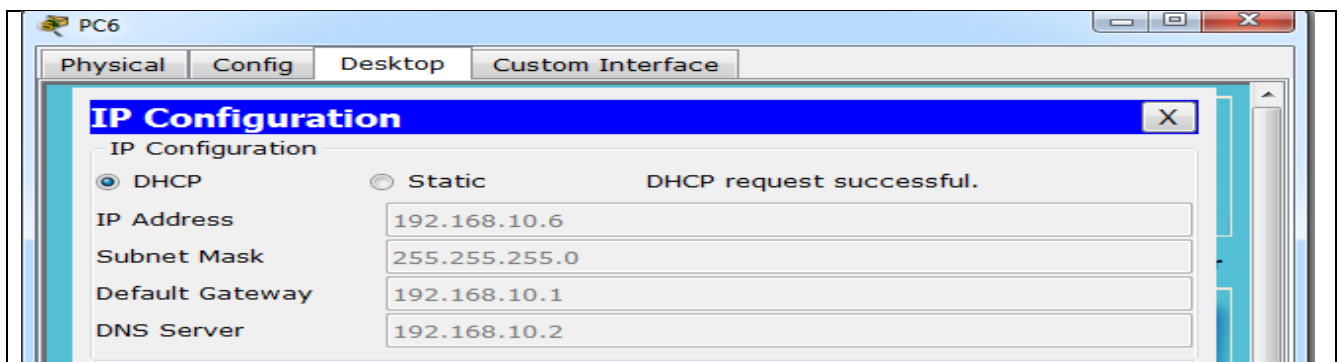 PC6
Physical Config Desktop Custom Interface
IP Configuration X
IP Configuration
DHCP Static DHCP request successful.
IP Address 192.168.10.6
Subnet Mask 255.255.255.0
Default Gateway 192.168.10.1
DNS Server 192.168.10.2